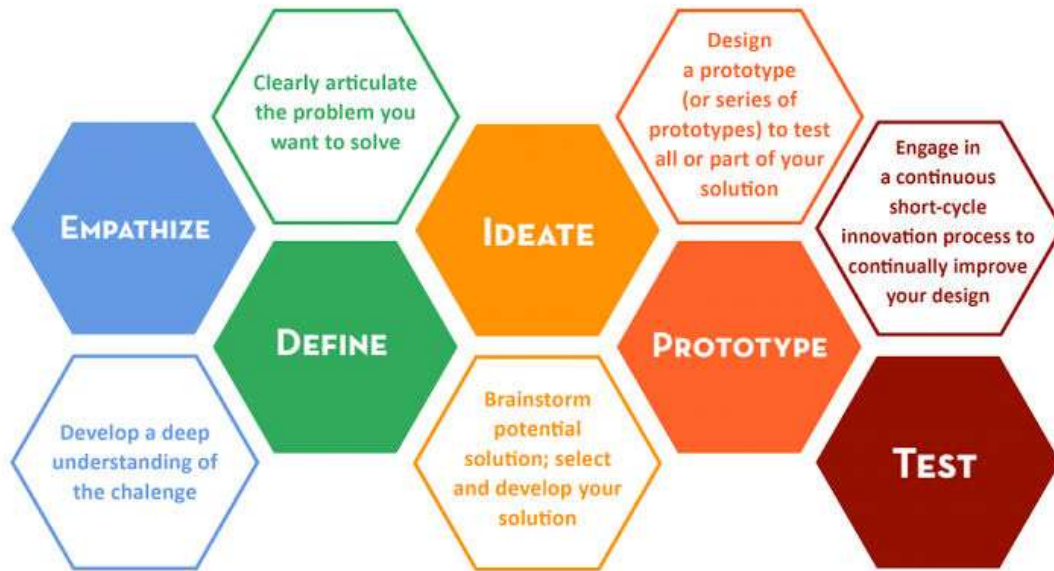 EMPATHIZE
Develop a deep
understanding of
the chalenge
Clearly articulate
the problem you
want to solve
DEFINE
IDEATE
Brainstorm
potential
solution; select
and develop your
solution
Design
a prototype
(or series of
prototypes) to test
all or part of your
solution
PROTOTYPE
Engage in
a continuous
short-cycle
innovation process to
continually improve
your design
TEST